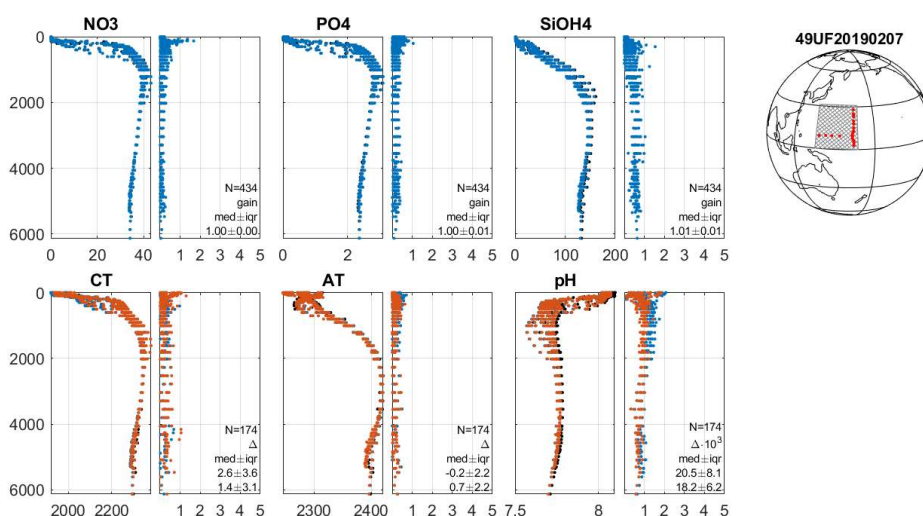 NO3 PO4 SiOH4
49UF20190207
0
2000
4000
6000
N=434
gain
med±iqr
1.00±0.00
N=434
gain
med±iqr
1.00±0.01
N=434
gain
med±iqr
1.01±0.01
0 20 40 0 1 2 3 4 5 0 2 0 1 2 3 4 5 0 100 200 0 1 2 3 4 5
CT AT pH
0
2000
4000
6000
N=174
Δ
med±iqr
2.6±3.6
1.4±3.1
N=174
Δ
med±iqr
-0.2±2.2
0.7±2.2
N=174
Δ·10³
med±iqr
20.5±8.1
18.2±6.2
2000 2200 0 1 2 3 4 5 2300 2400 0 1 2 3 4 5 7.5 8 0 1 2 3 4 5